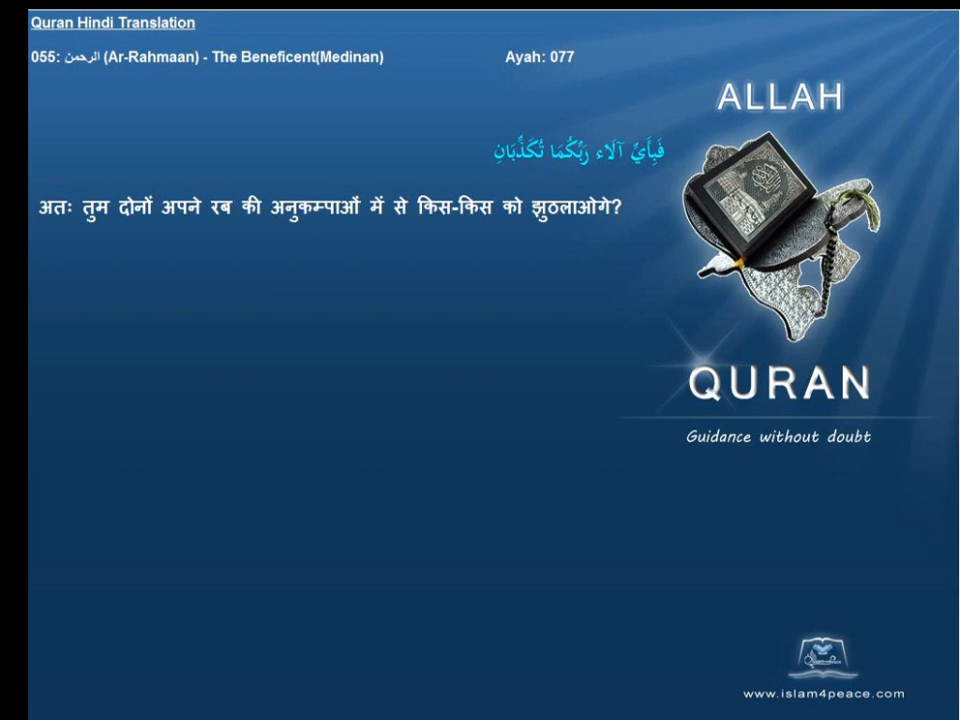 Quran Hindi Translation
055: الرحمن (Ar-Rahmaan) - The Beneficent(Medinan) Ayah: 077
ALLAH
فَبِأَيِّ آلَاء رَبِّكُمَا تُكَذِّبَانِ
अतः तुम दोनों अपने रब की अनुकम्पाओं में से किस-किस को झुठलाओगे?
QURAN
Guidance without doubt
www.islam4peace.com